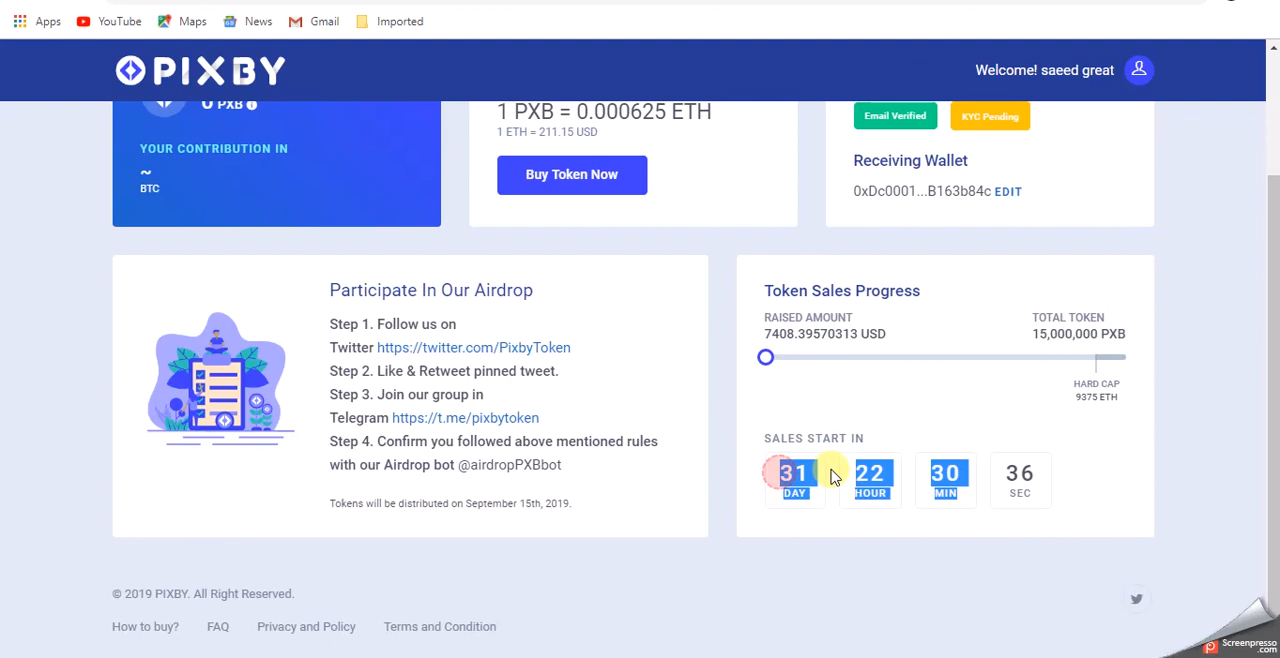 Apps YouTube Maps News Gmail Imported
PIXBY
Welcome! saeed great
0 PXB
YOUR CONTRIBUTION IN
~
BTC
1 PXB = 0.000625 ETH
1 ETH = 211.15 USD
Buy Token Now
Email Verified KYC Pending
Receiving Wallet
0xDc0001...B163b84c EDIT
Participate In Our Airdrop
Step 1. Follow us on
Twitter https://twitter.com/PixbyToken
Step 2. Like & Retweet pinned tweet.
Step 3. Join our group in
Telegram https://t.me/pixbytoken
Step 4. Confirm you followed above mentioned rules
with our Airdrop bot @airdropPXBbot
Tokens will be distributed on September 15th, 2019.
Token Sales Progress
RAISED AMOUNT TOTAL TOKEN
7408.39570313 USD 15,000,000 PXB
HARD CAP
9375 ETH
SALES START IN
31 22 30 36
DAY HOUR MIN SEC
© 2019 PIXBY. All Right Reserved.
How to buy? FAQ Privacy and Policy Terms and Condition
Screenpresso
.com